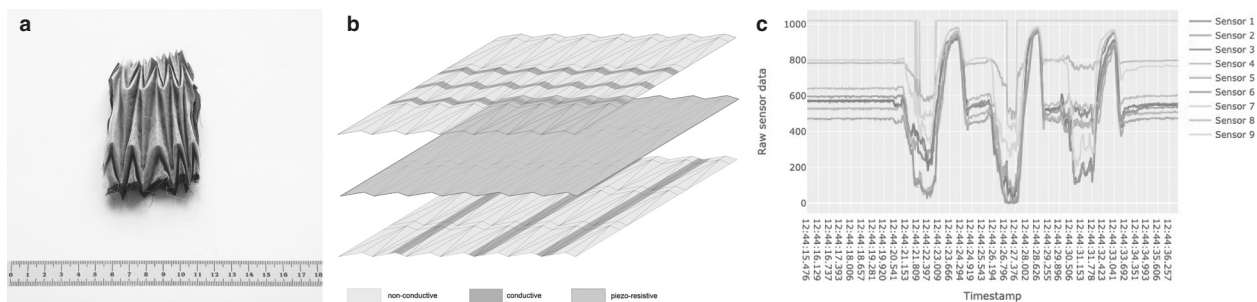 a
0 1 2 3 4 5 6 7 8 9 10 11 12 13 14 15 16 17 18
b
non-conductive conductive piezo-resistive
c
1000
800
600
400
200
0
Raw sensor data
12:44:15.476
12:44:16.129
12:44:16.737
12:44:17.393
12:44:18.006
12:44:18.657
12:44:19.281
12:44:19.920
12:44:20.541
12:44:21.153
12:44:21.809
12:44:22.397
12:44:23.009
12:44:23.666
12:44:24.294
12:44:24.919
12:44:25.543
12:44:26.194
12:44:26.796
12:44:27.376
12:44:28.002
12:44:28.626
12:44:29.255
12:44:29.896
12:44:30.506
12:44:31.153
12:44:31.778
12:44:32.423
12:44:33.041
12:44:33.692
12:44:34.351
12:44:34.993
12:44:35.606
12:44:36.257
Timestamp
Sensor 1
Sensor 2
Sensor 3
Sensor 4
Sensor 5
Sensor 6
Sensor 7
Sensor 8
Sensor 9